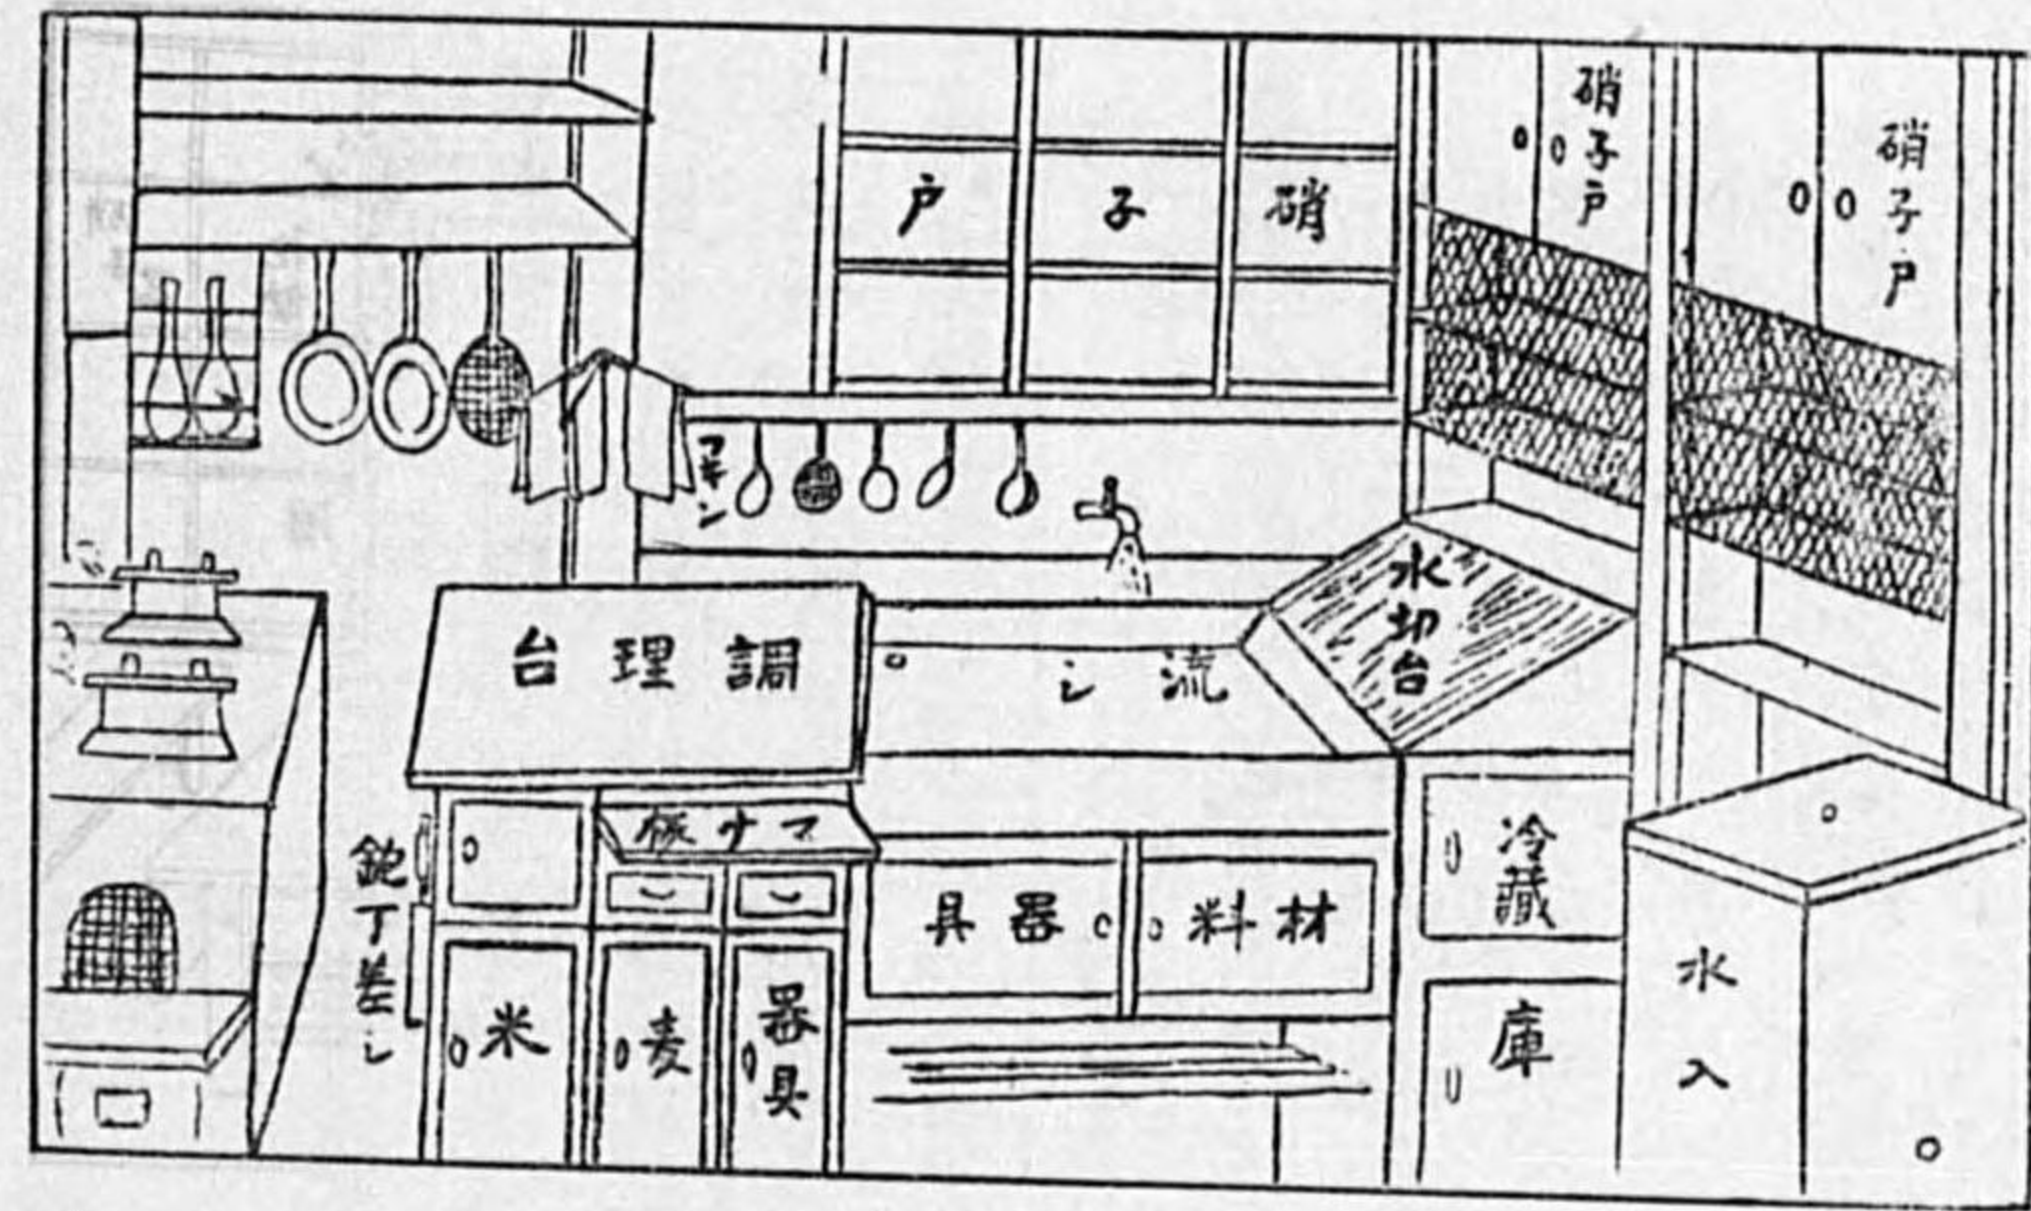 硝子戸
硝子戸
硝子戸
フキン
水切台
調理台
流シ
マナ板
鉋丁差シ
材料
器具
冷藏
庫
水入
米
麦
器具